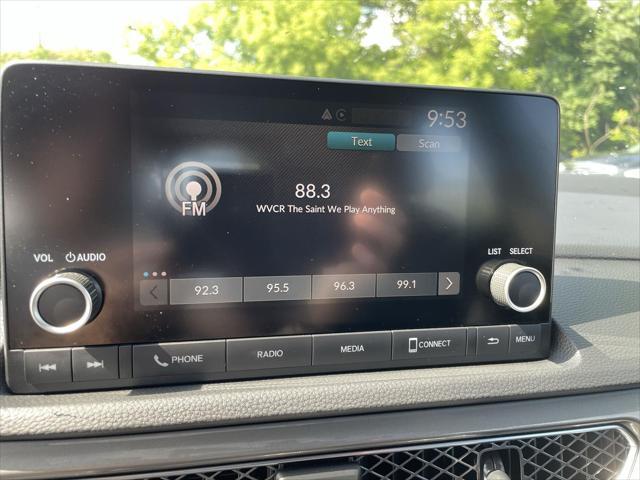 9:53
Text Scan
FM
88.3
WVCR The Saint We Play Anything
VOL AUDIO
LIST SELECT
92.3 95.5 96.3 99.1
PHONE RADIO MEDIA CONNECT MENU